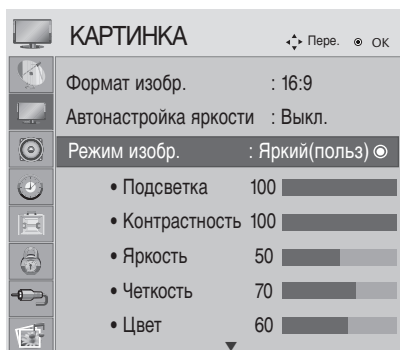 КАРТИНКА Пере. OK
Формат изобр. : 16:9
Автонастройка яркости : Выкл.
Режим изобр. : Яркий(польз)
• Подсветка 100
• Контрастность 100
• Яркость 50
• Четкость 70
• Цвет 60